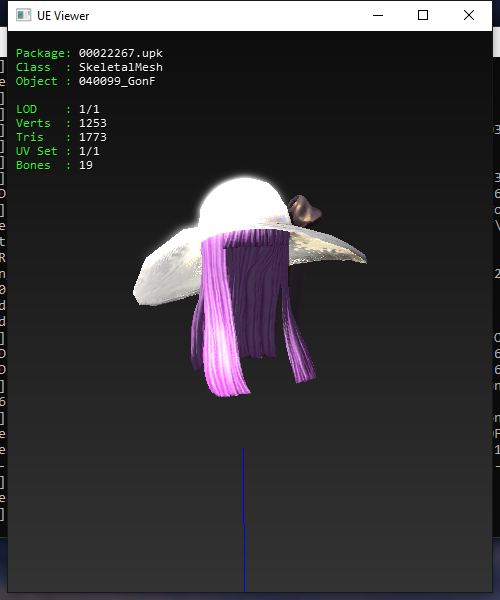 UE Viewer
Package: 00022267.upk
Class : SkeletalMesh
Object : 040099_GonF
LOD : 1/1
Verts : 1253
Tris : 1773
UV Set : 1/1
Bones : 19